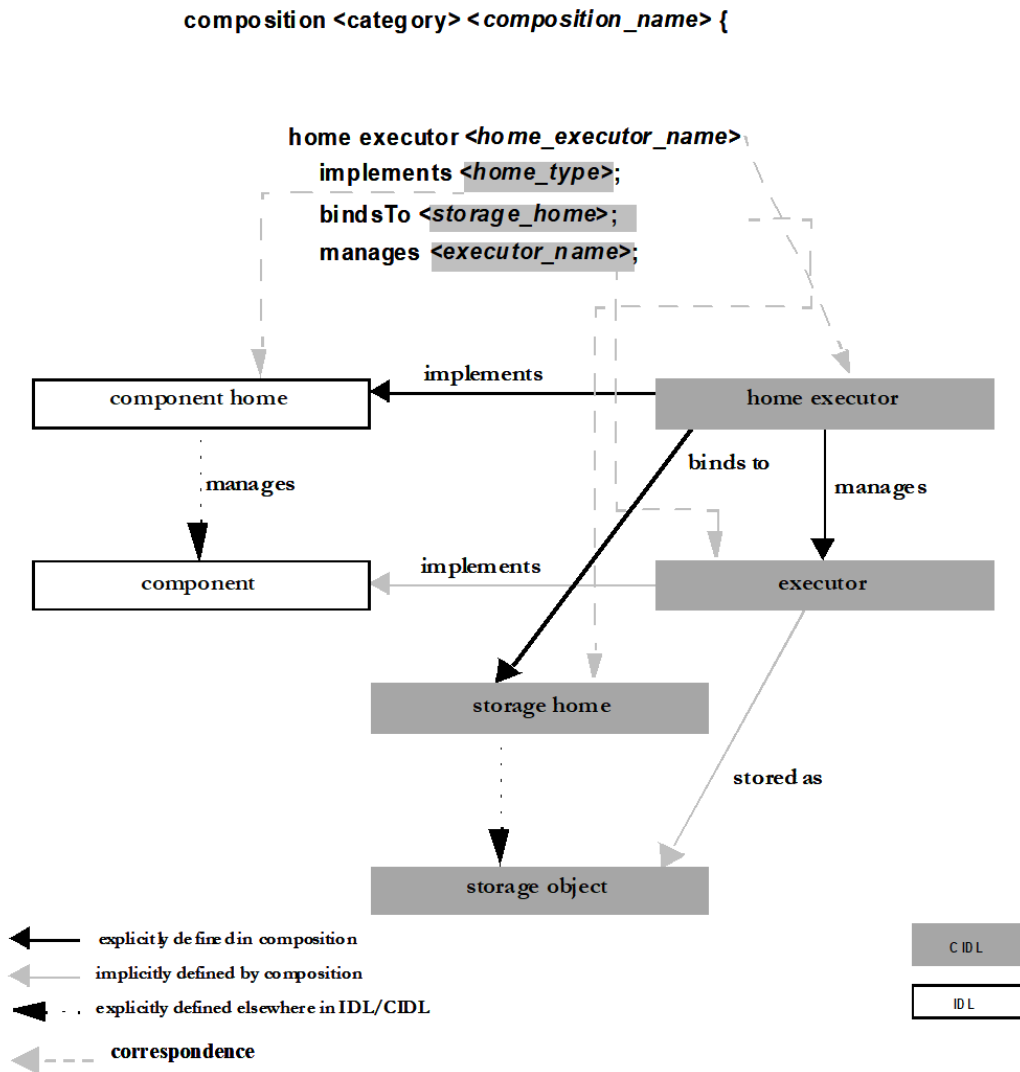 composition <category> <composition_name> {
home executor <home_executor_name>
implements <home_type>;
bindsTo <storage_home>;
manages <executor_name>;
implements
component home
home executor
binds to
manages
manages
implements
component
executor
storage home
stored as
storage object
explicitly defined in composition
CIDL
implicitly defined by composition
explicitly defined elsewhere in IDL/CIDL
IDL
correspondence